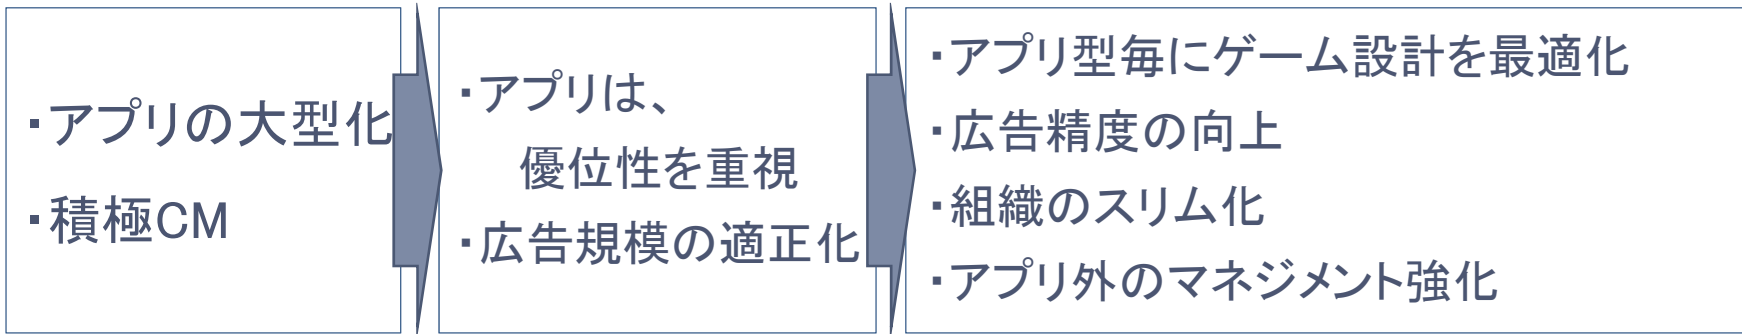 ・アプリの大型化
・積極CM
・アプリは、
優位性を重視
・広告規模の適正化
・アプリ型毎にゲーム設計を最適化
・広告精度の向上
・組織のスリム化
・アプリ外のマネジメント強化